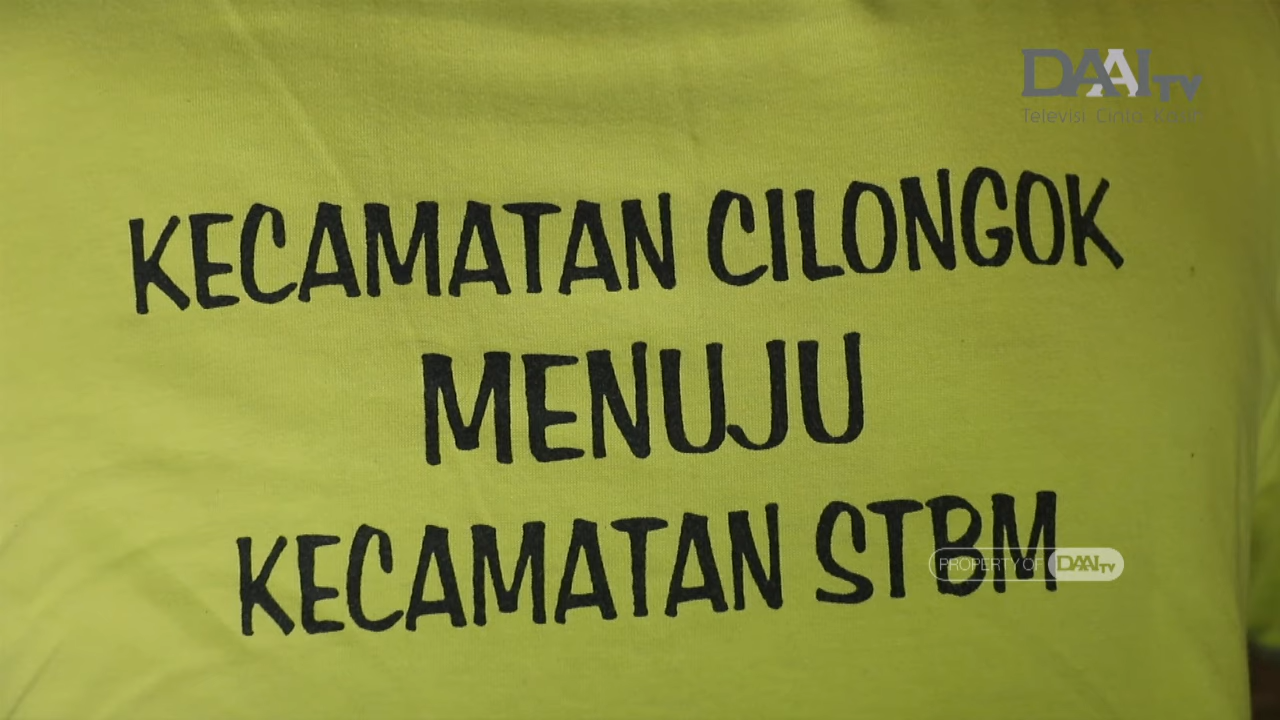 DAAI TV
Televisi Cinta Kasih
KECAMATAN CILONGOK
MENUJU
KECAMATAN STBM
PROPERTY OF DAAI TV